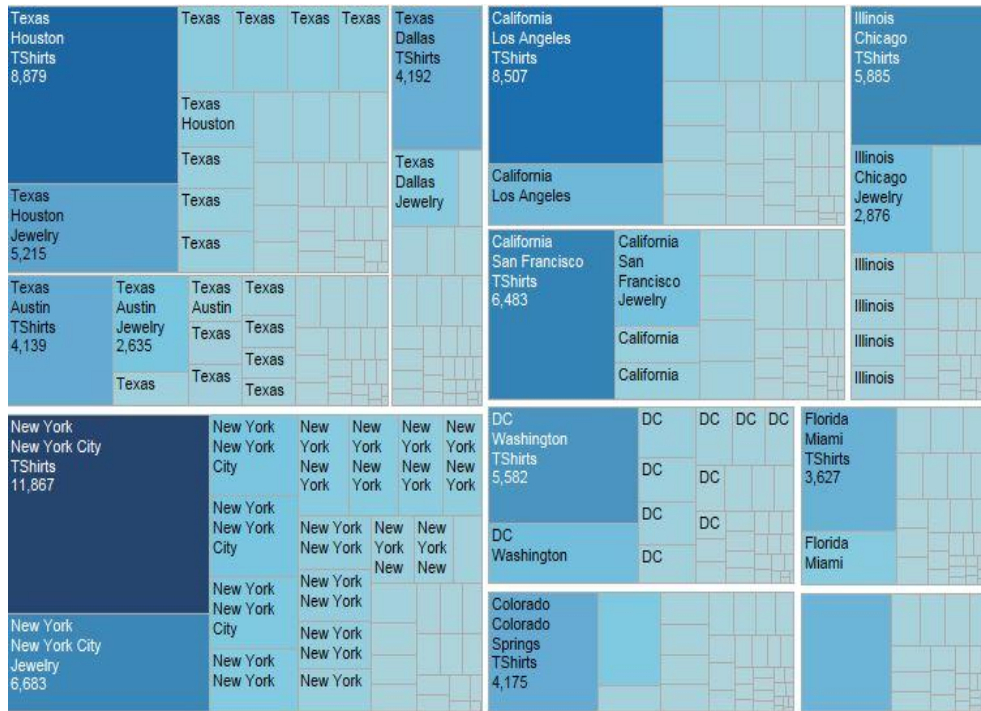 Texas
Houston
TShirts
8,879
Texas
Texas
Texas
Texas
Texas
Houston
Texas
Texas
Texas
Texas
Houston
Jewelry
5,215
Texas
Dallas
TShirts
4,192
Texas
Dallas
Jewelry
Texas
Austin
TShirts
4,139
Texas
Austin
Jewelry
2,635
Texas
Texas
Austin
Texas
Texas
Texas
Texas
Texas
Texas
California
Los Angeles
TShirts
8,507
California
Los Angeles
California
San Francisco
TShirts
6,483
California
San
Francisco
Jewelry
California
California
Illinois
Chicago
TShirts
5,885
Illinois
Chicago
Jewelry
2,876
Illinois
Illinois
Illinois
Illinois
New York
New York City
TShirts
11,867
New York
New York City
Jewelry
6,683
New York
New York
City
New York
New York
City
New York
New York
City
New York
New York
New
York
New
York
New
York
New
York
New
York
New
York
New
York
New
York
New York
New York
New
York
New
New
York
New
New York
New York
New York
New York
New York
DC
Washington
TShirts
5,582
DC
Washington
DC
DC
DC
DC
DC
DC
DC
DC
DC
Florida
Miami
TShirts
3,627
Florida
Miami
Colorado
Colorado
Springs
TShirts
4,175